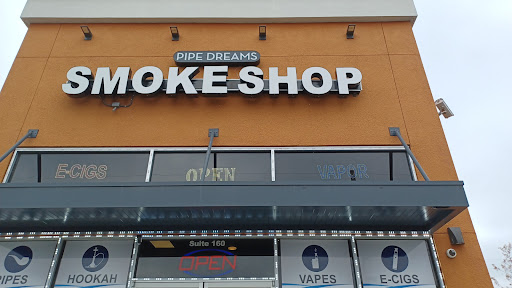 PIPE DREAMS
SMOKE SHOP
E-CIGS
OPEN
VAPOR
Suite 160
OPEN
PIPES
HOOKAH
VAPES
E-CIGS